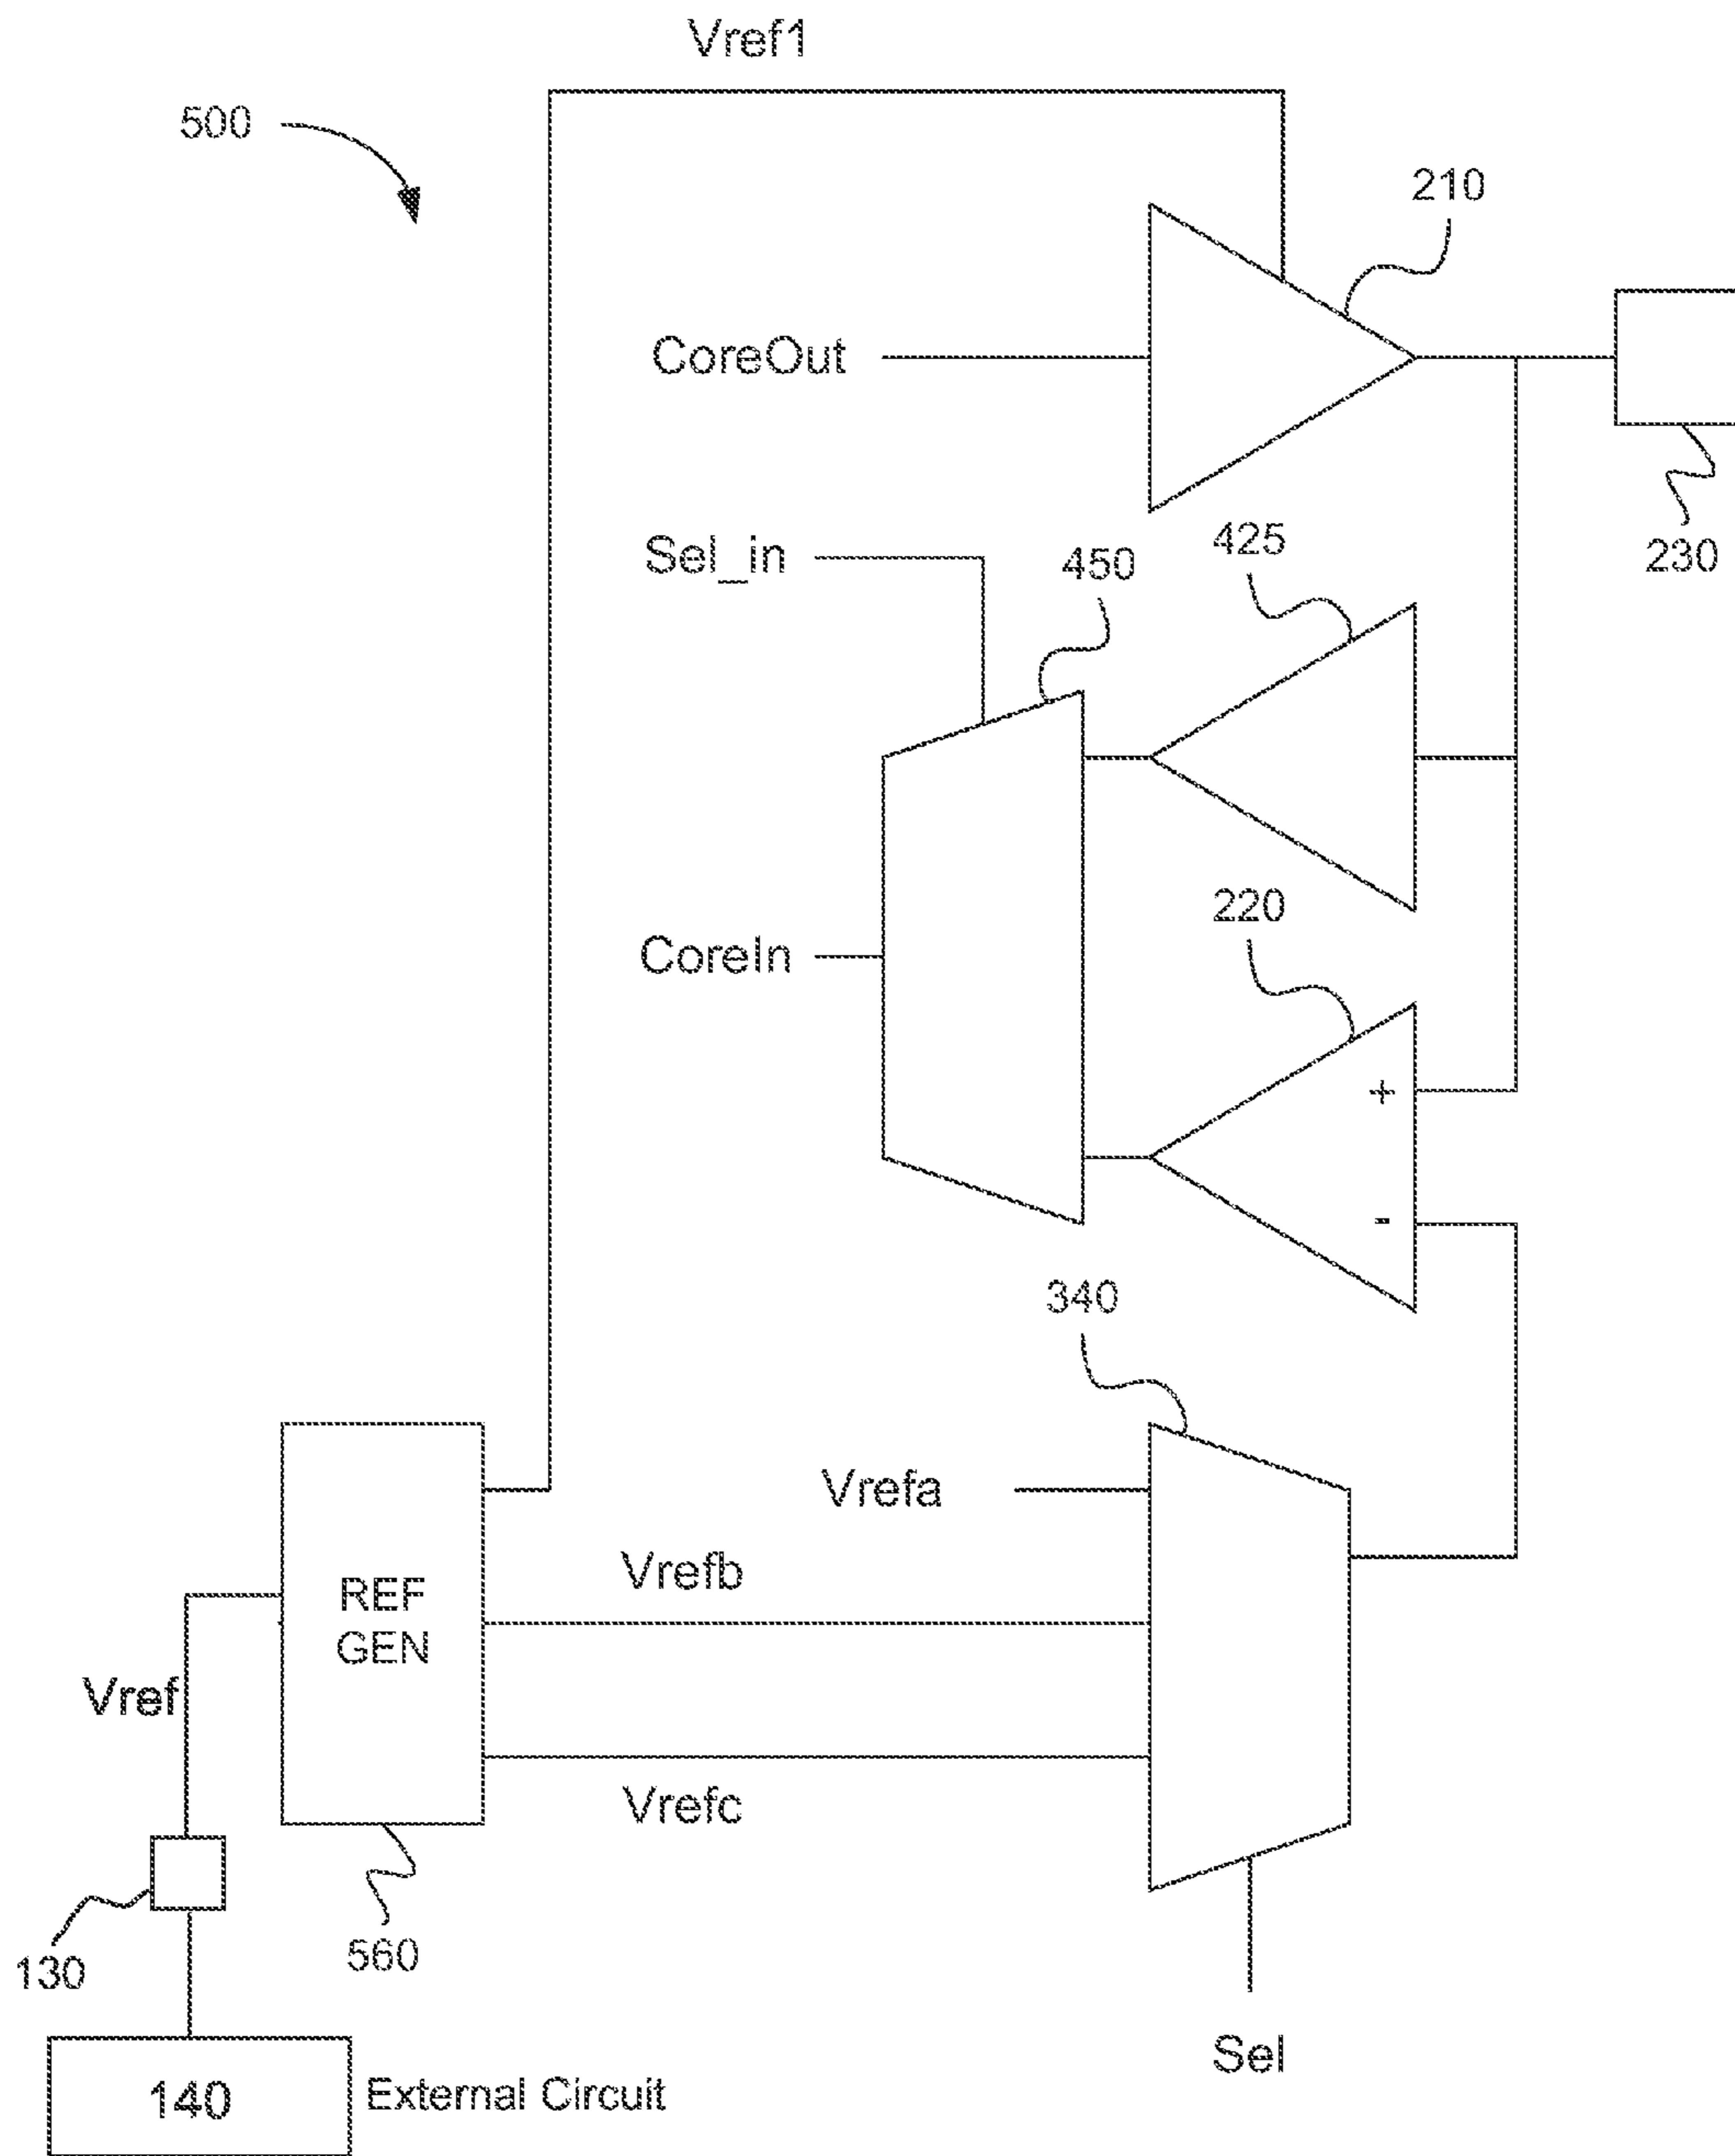 Vref1
500
210
CoreOut
Sel_in
450
425
230
220
CoreIn
+
-
340
Vrefa
Vrefb
REF
GEN
Vref
Vrefc
130
560
Sel
140
External Circuit